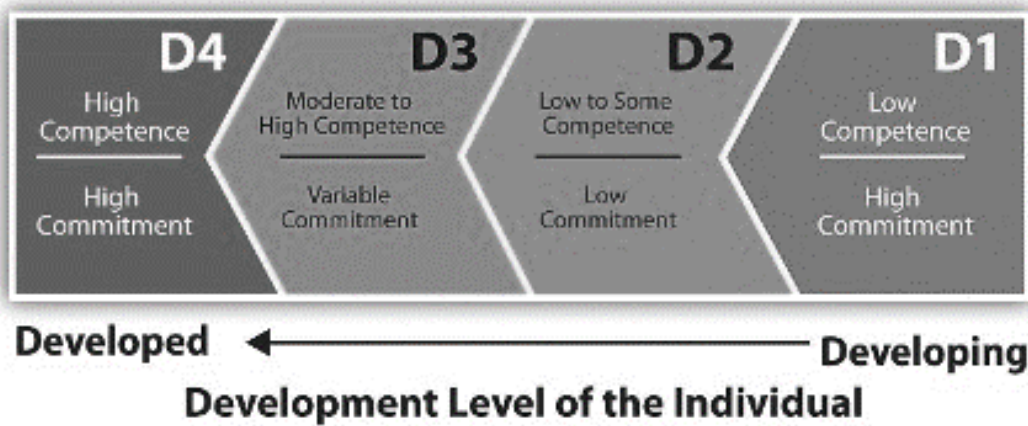 D4
High
Competence
High
Commitment
D3
Moderate to
High Competence
Variable
Commitment
D2
Low to Some
Competence
Low
Commitment
D1
Low
Competence
High
Commitment
Developed
Developing
Development Level of the Individual